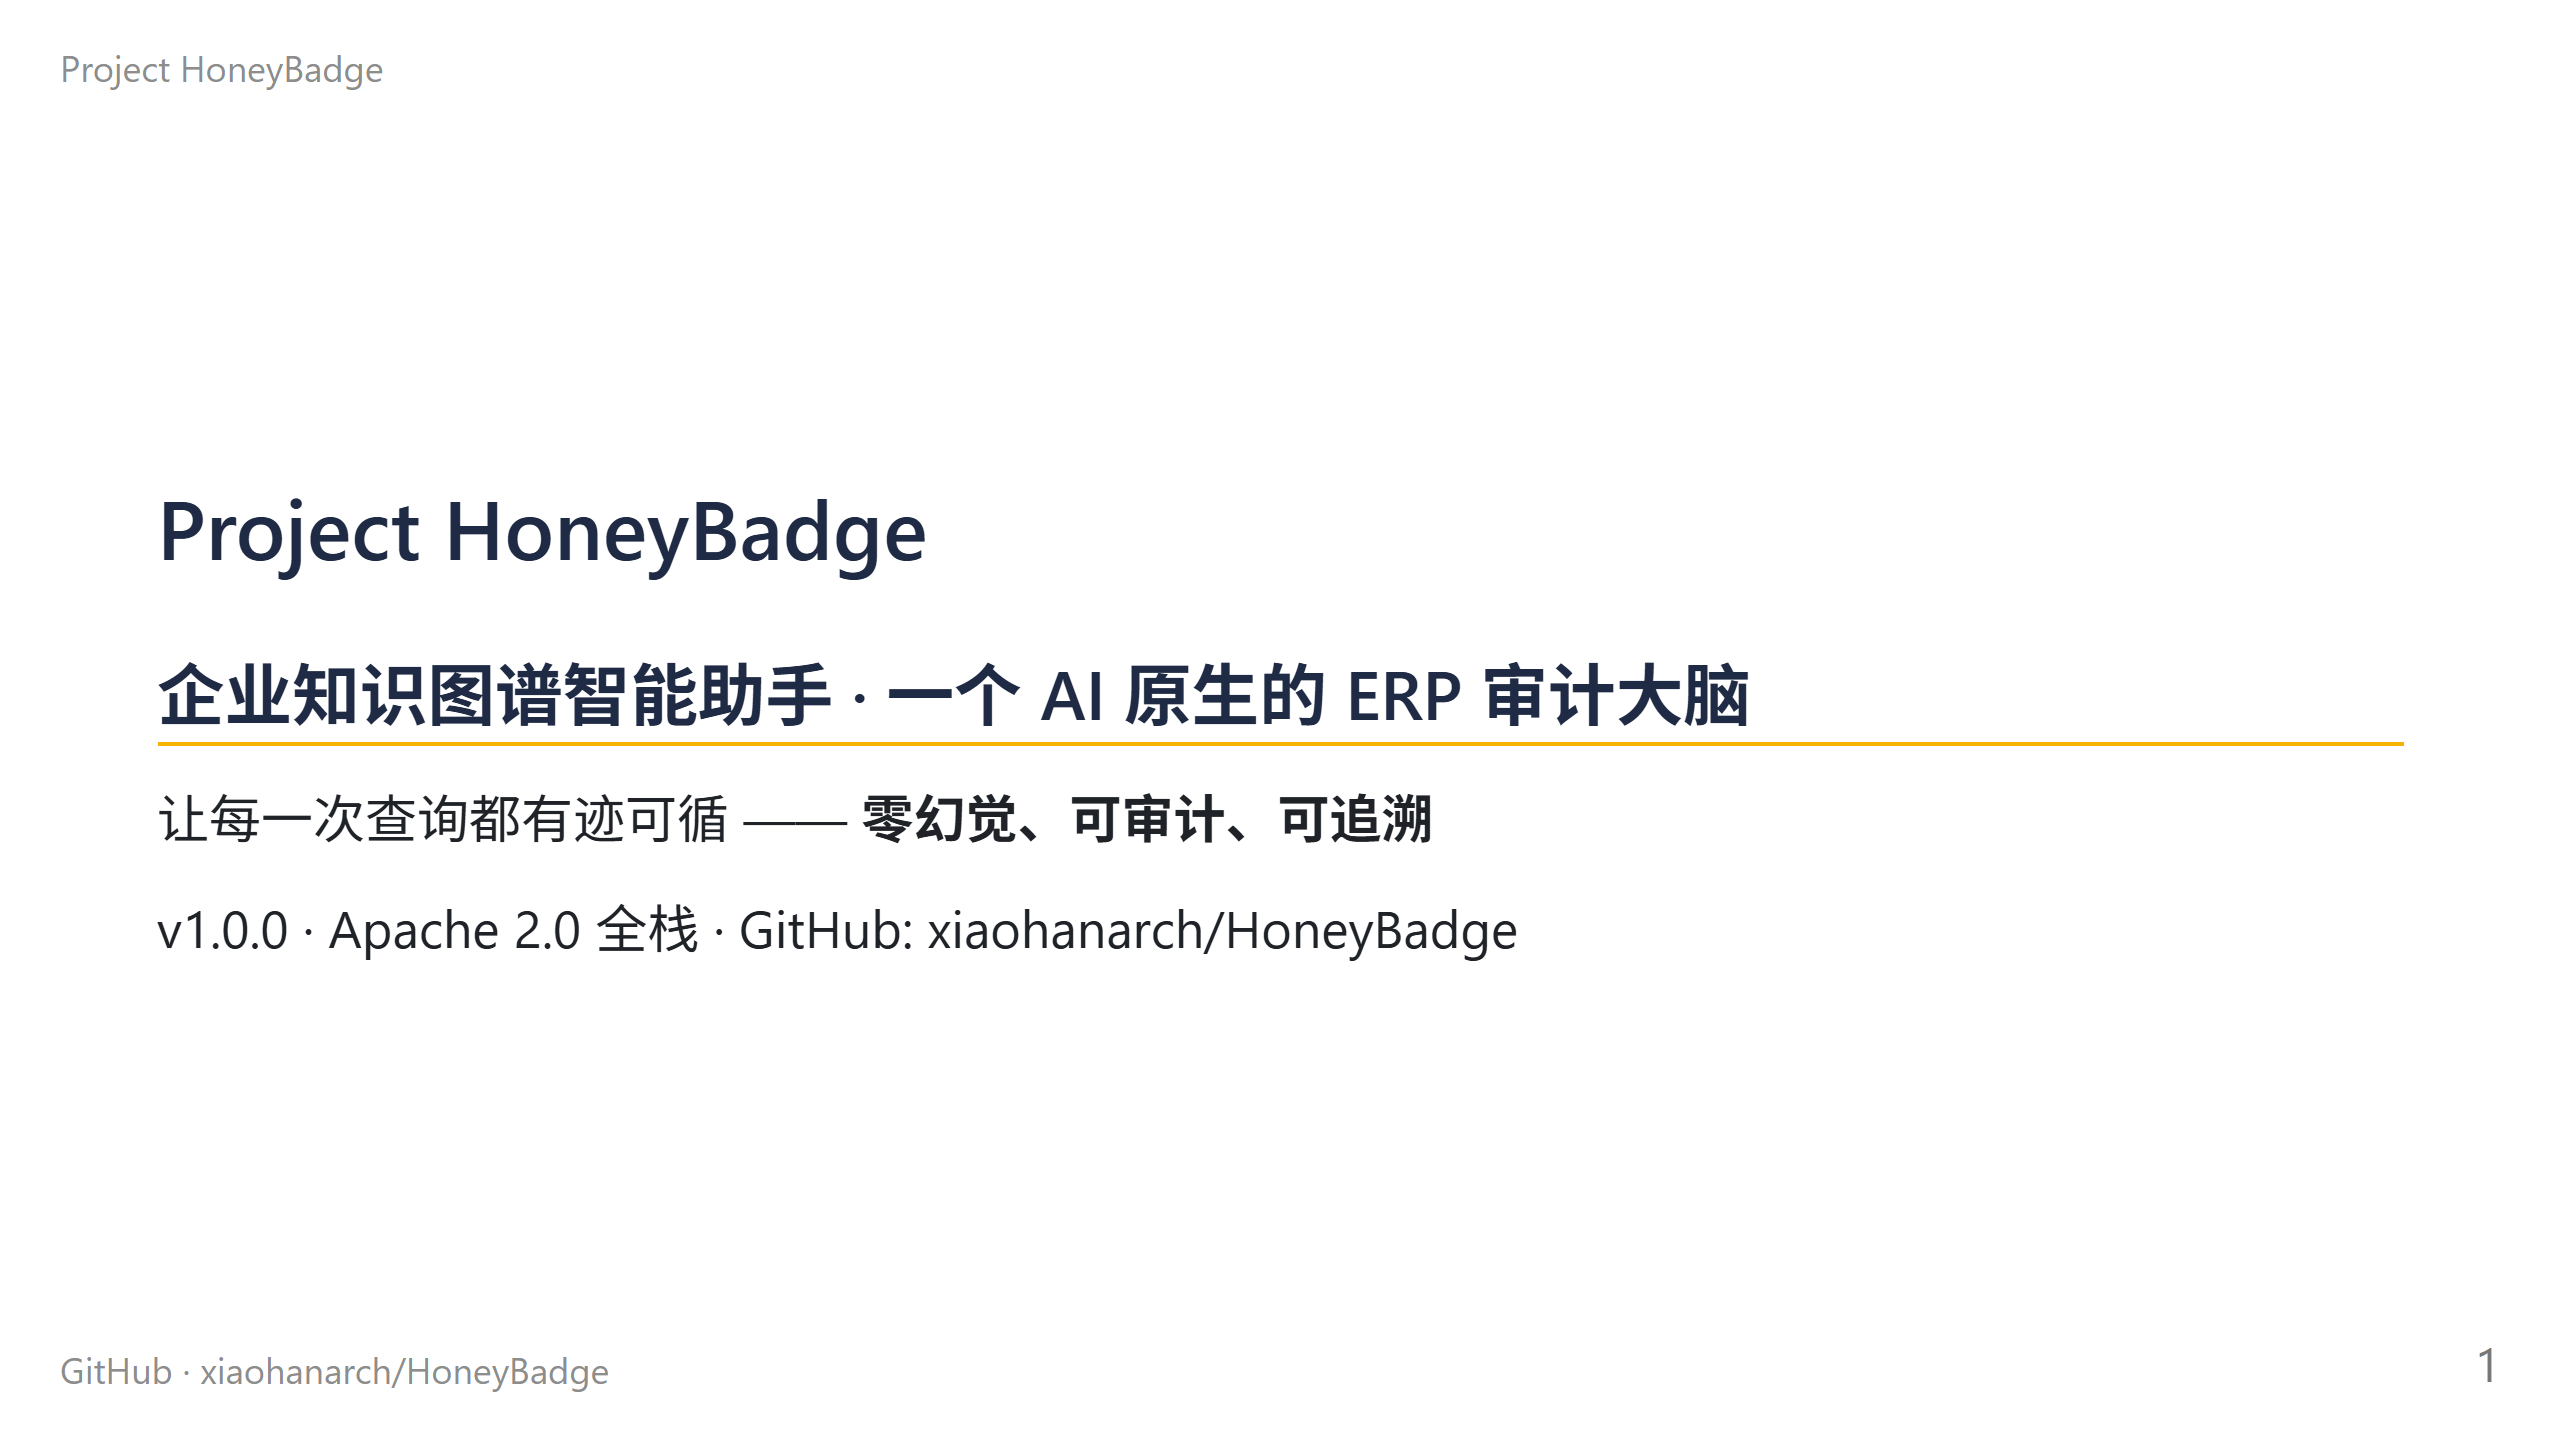 Project HoneyBadge
Project HoneyBadge
企业知识图谱智能助手 · 一个 AI 原生的 ERP 审计大脑
让每一次查询都有迹可循 —— 零幻觉、可审计、可追溯
v1.0.0 · Apache 2.0 全栈 · GitHub: xiaohanarch/HoneyBadge
GitHub · xiaohanarch/HoneyBadge
1